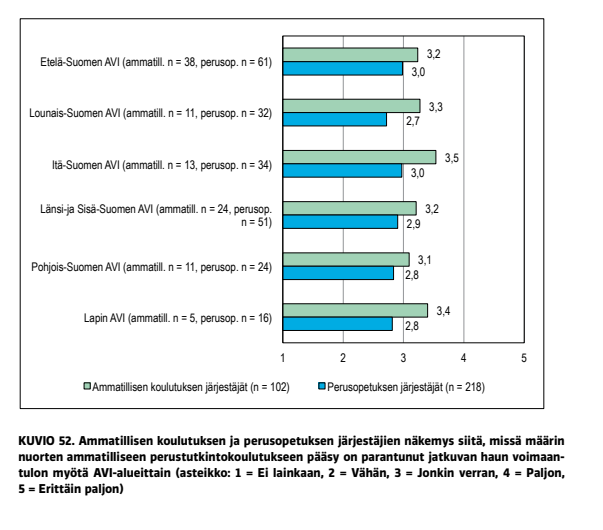 Etelä-Suomen AVI (ammatill. n = 38, perusop. n = 61)
3,2
3,0
Lounais-Suomen AVI (ammatill. n = 11, perusop. n = 32)
3,3
2,7
Itä-Suomen AVI (ammatill. n = 13, perusop. n = 34)
3,5
3,0
Länsi-ja Sisä-Suomen AVI (ammatill. n = 24, perusop.
n = 51)
3,2
2,9
Pohjois-Suomen AVI (ammatill. n = 11, perusop. n = 24)
3,1
2,8
Lapin AVI (ammatill. n = 5, perusop. n = 16)
3,4
2,8
1 2 3 4 5
Ammatillisen koulutuksen järjestäjät (n = 102) Perusopetuksen järjestäjät (n = 218)
KUVIO 52. Ammatillisen koulutuksen ja perusopetuksen järjestäjien näkemys siitä, missä määrin
nuorten ammatilliseen perustutkintokoulutukseen pääsy on parantunut jatkuvan haun voimaan-
tulon myötä AVI-alueittain (asteikko: 1 = Ei lainkaan, 2 = Vähän, 3 = Jonkin verran, 4 = Paljon,
5 = Erittäin paljon)